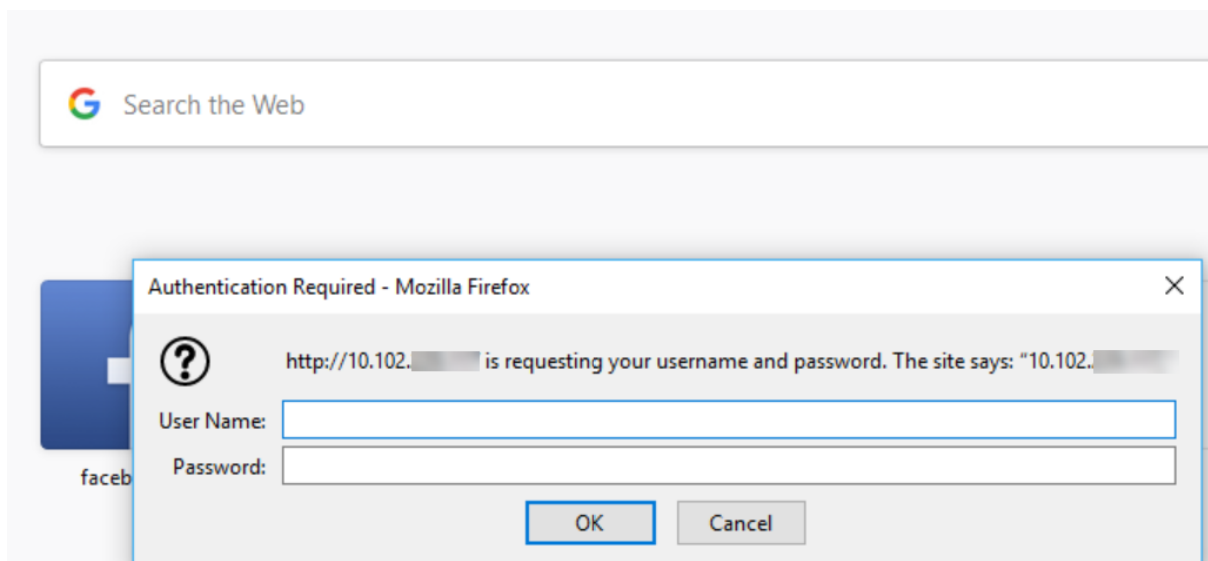 Search the Web
Authentication Required - Mozilla Firefox
http://10.102. is requesting your username and password. The site says: “10.102.
User Name:
Password:
OK
Cancel
faceb